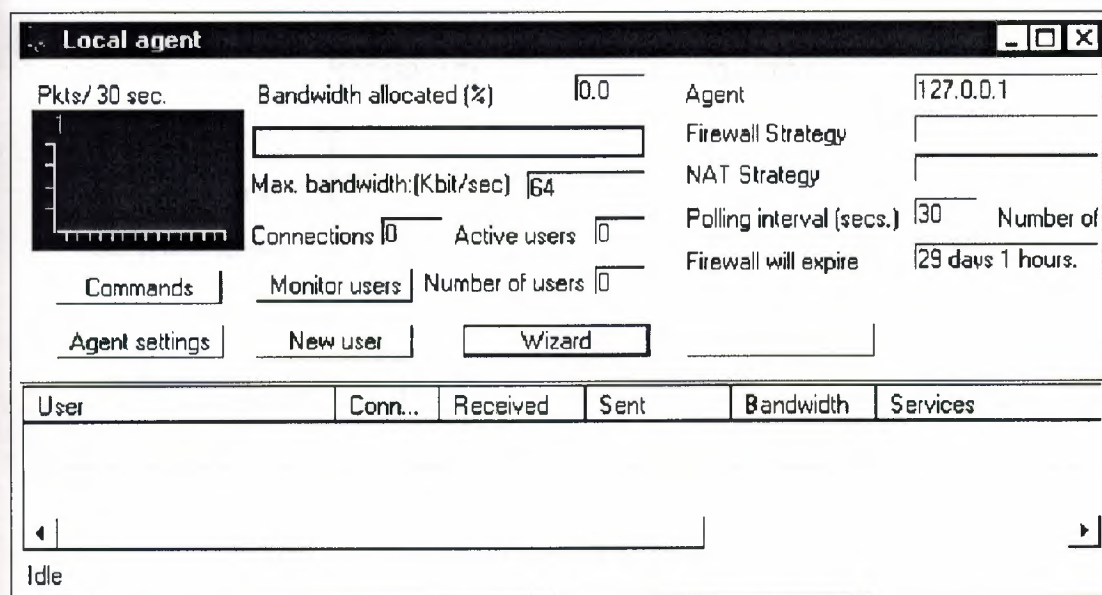 Local agent
Pkts/ 30 sec.
Bandwidth allocated (%) 0.0
Agent 127.0.0.1
Firewall Strategy
Max. bandwidth:(Kbit/sec) 64
NAT Strategy
Connections 0 Active users 0
Polling interval (secs.) 30 Number of
Firewall will expire 29 days 1 hours.
Commands Monitor users Number of users 0
Agent settings New user Wizard
User Conn... Received Sent Bandwidth Services
Idle